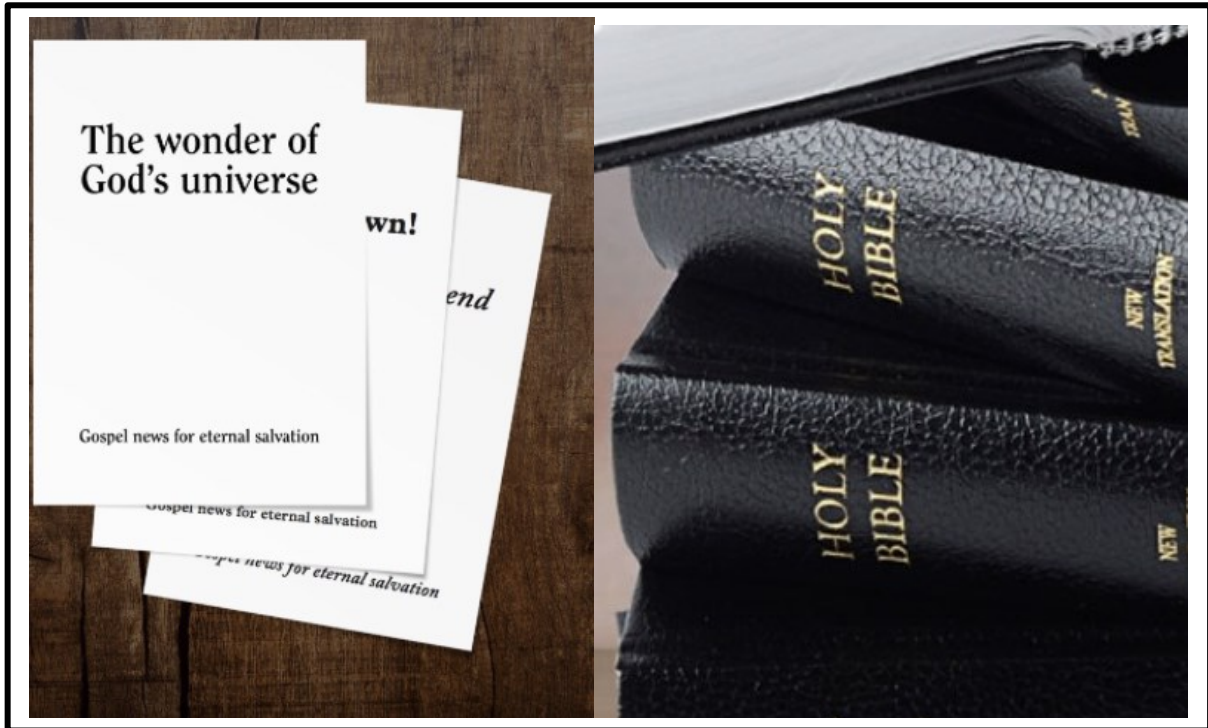 The wonder of
God's universe
wn!
end
Gospel news for eternal salvation
Gospel news for eternal salvation
Gospel news for eternal salvation
HOLY
BIBLE
NEW
TRANSLATION
HOLY
BIBLE
NEW